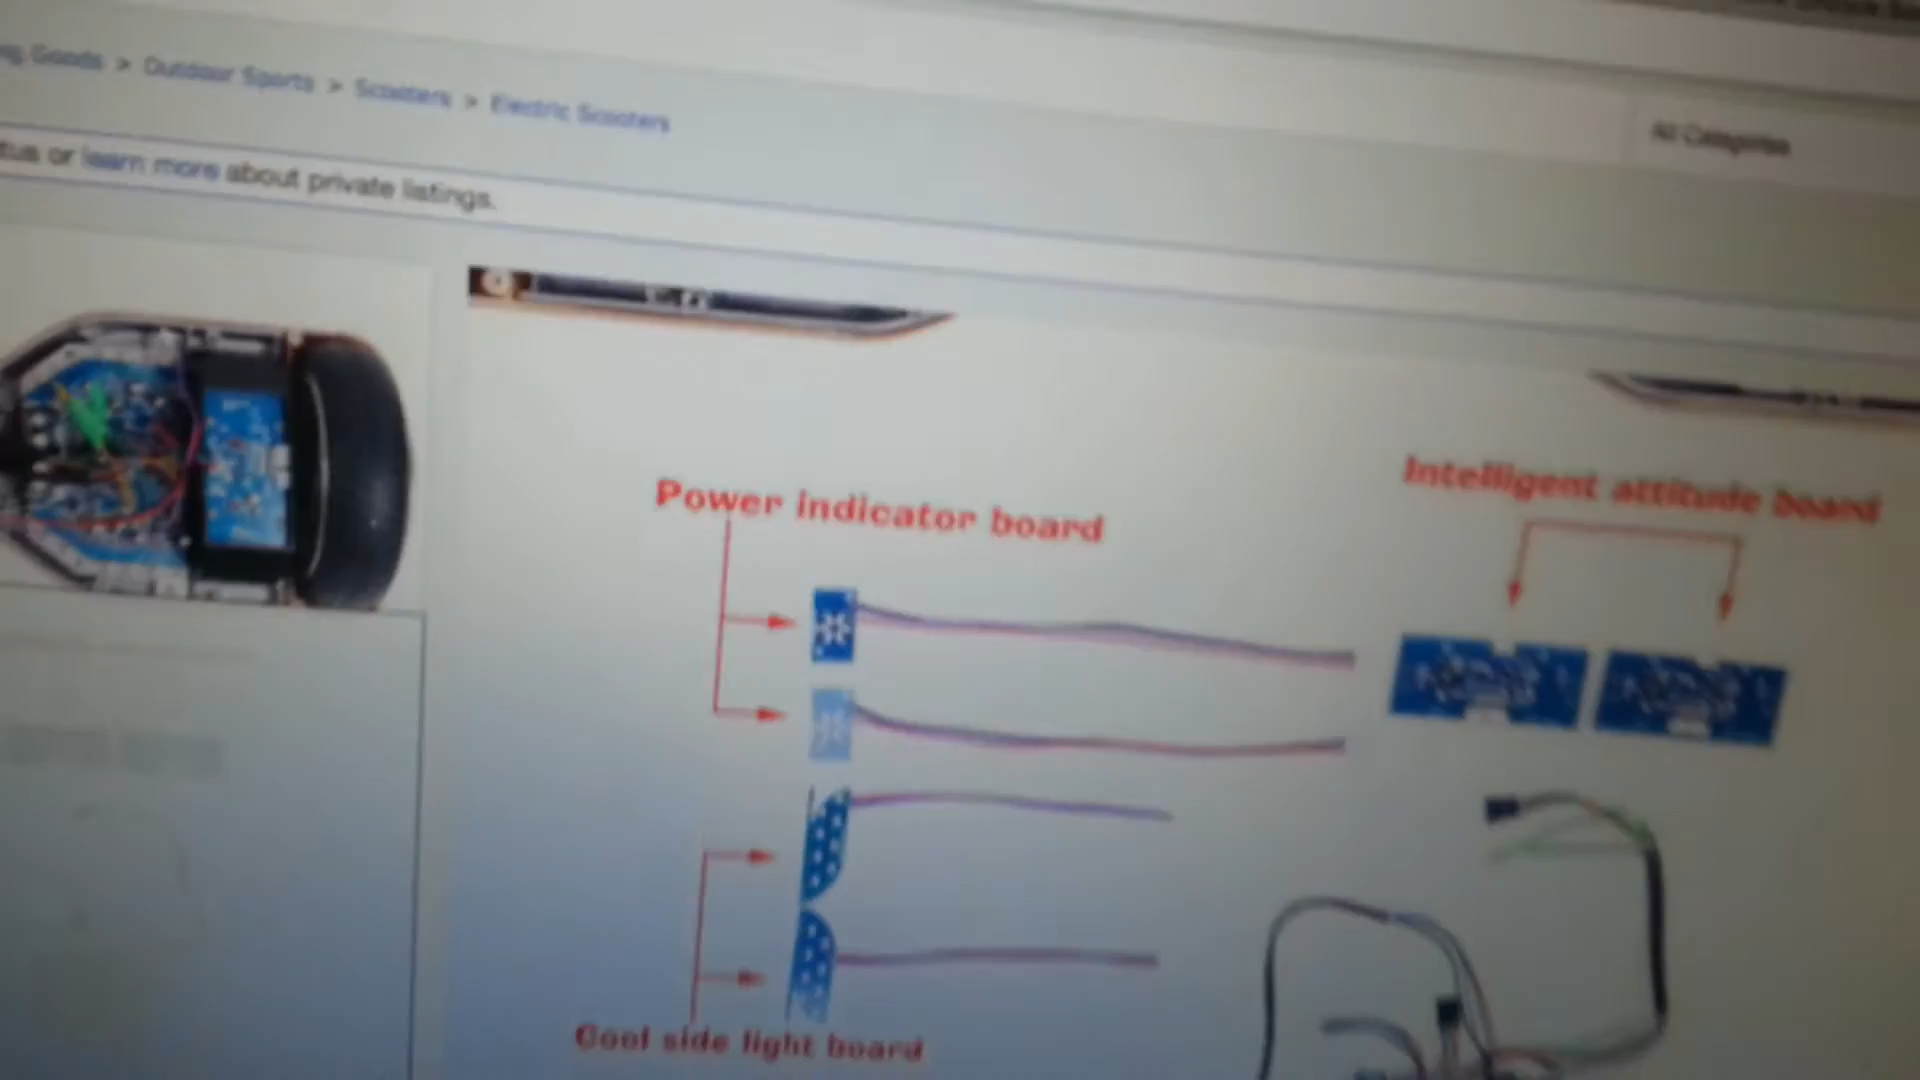 Goods > Outdoor Sports > Scooters > Electric Scooters
All Categories
or learn more about private listings.
Power indicator board
Intelligent attitude board
Cool side light board